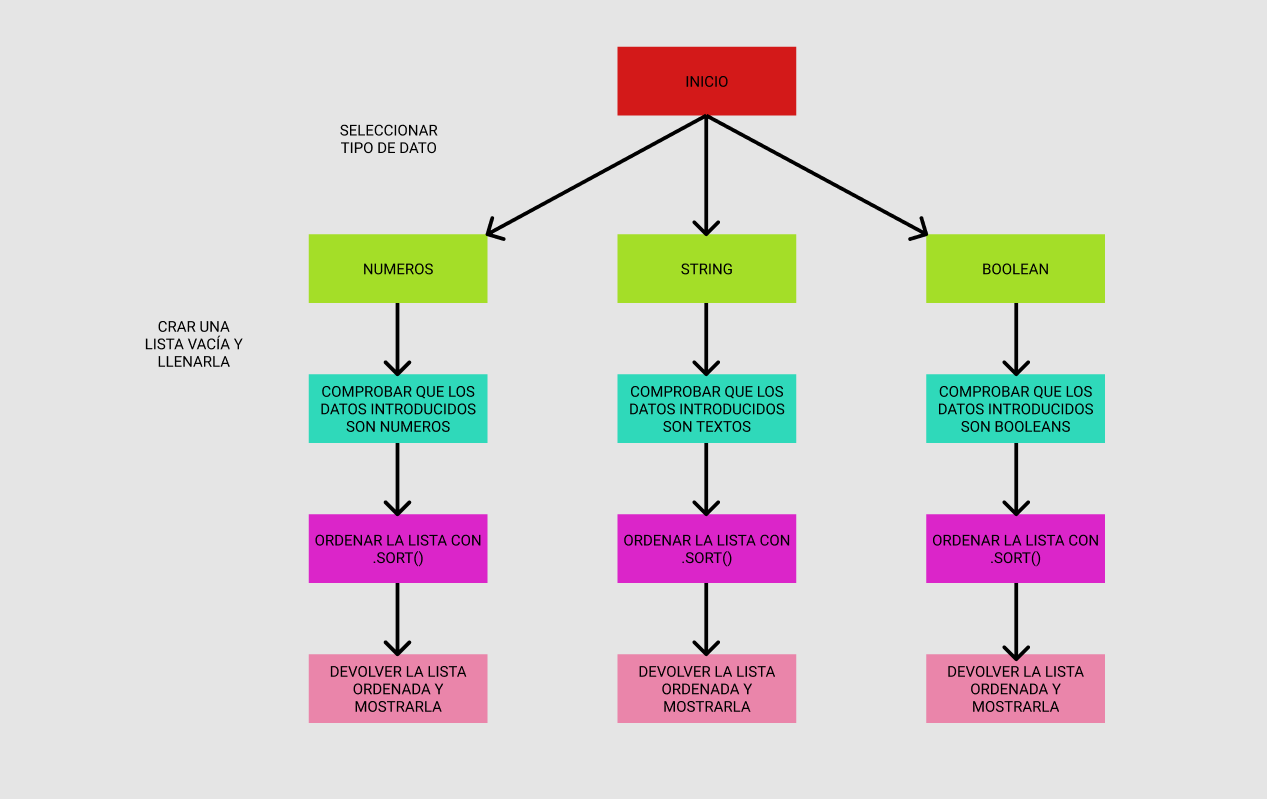 INICIO
SELECCIONAR
TIPO DE DATO
NUMEROS
STRING
BOOLEAN
CRAR UNA
LISTA VACÍA Y
LLENARLA
COMPROBAR QUE LOS
DATOS INTRODUCIDOS
SON NUMEROS
COMPROBAR QUE LOS
DATOS INTRODUCIDOS
SON TEXTOS
COMPROBAR QUE LOS
DATOS INTRODUCIDOS
SON BOOLEANS
ORDENAR LA LISTA CON
.SORT()
ORDENAR LA LISTA CON
.SORT()
ORDENAR LA LISTA CON
.SORT()
DEVOLVER LA LISTA
ORDENADA Y
MOSTRARLA
DEVOLVER LA LISTA
ORDENADA Y
MOSTRARLA
DEVOLVER LA LISTA
ORDENADA Y
MOSTRARLA